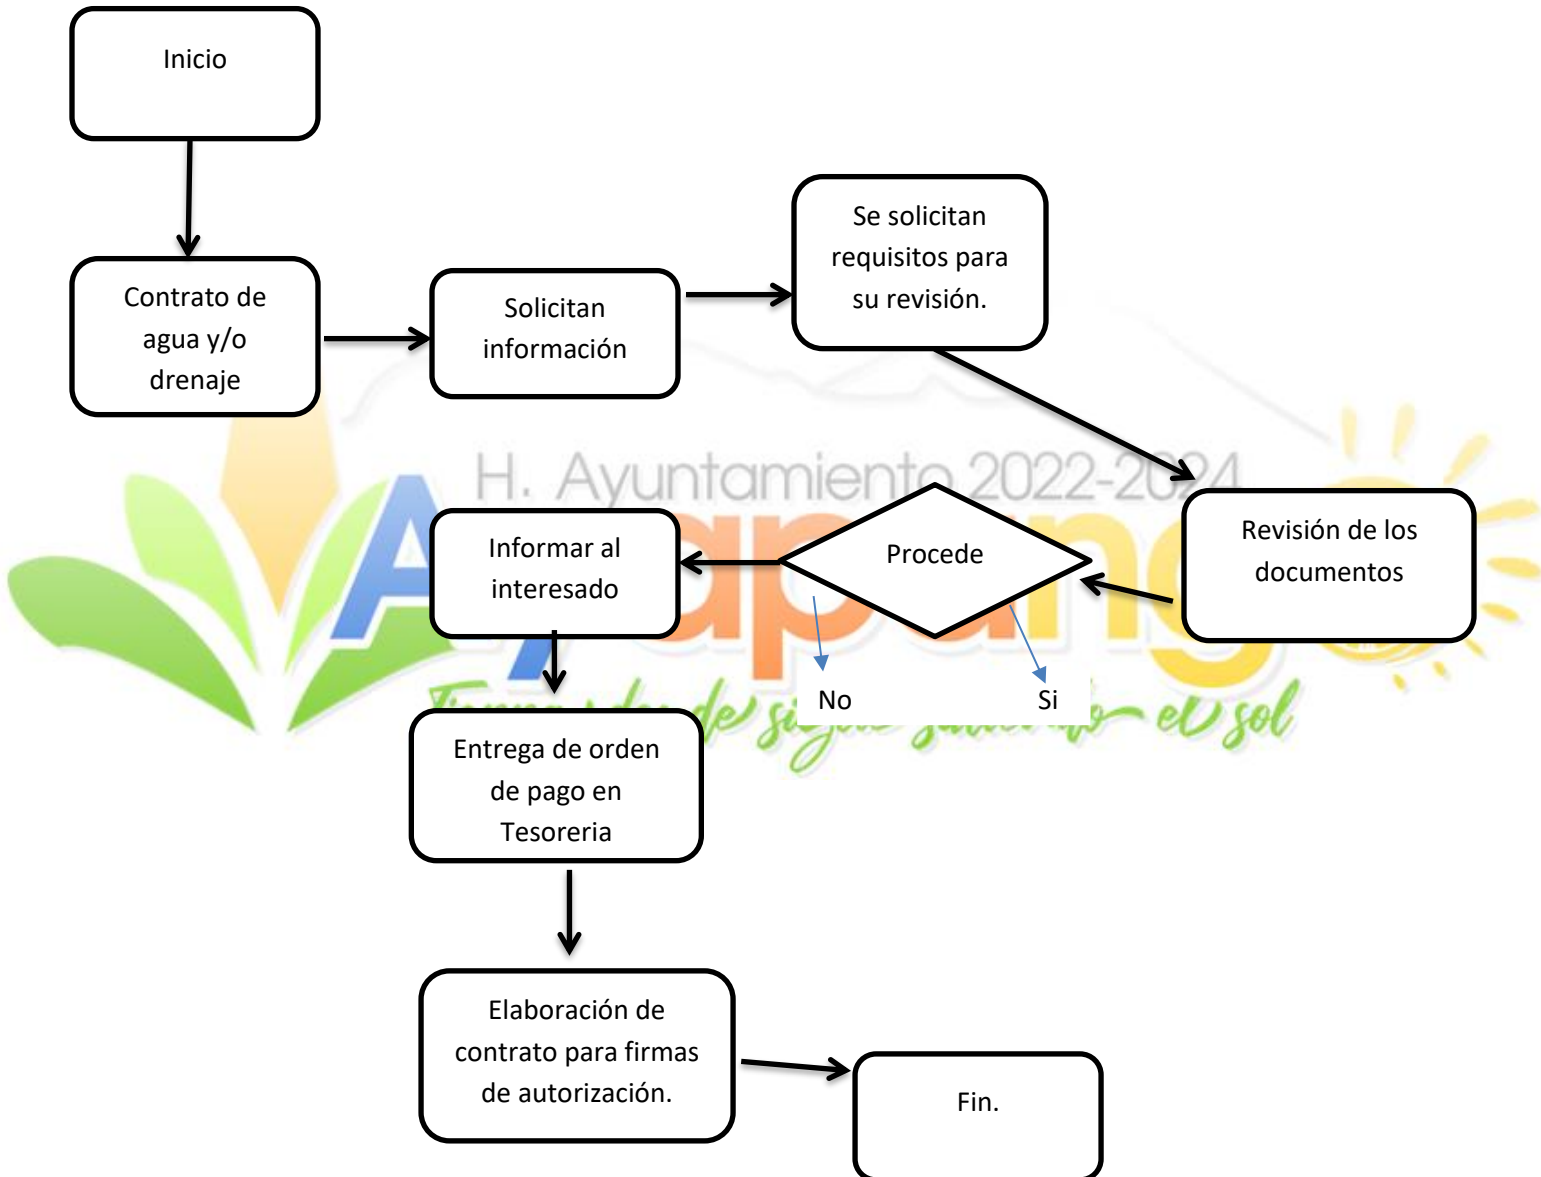 Inicio
Contrato de
agua y/o
drenaje
Solicitan
información
Se solicitan
requisitos para
su revisión.
H. Ayuntamiento 2022-2024
Revisión de los
documentos
Procede
Informar al
interesado
No
Si
el sol
Entrega de orden
de pago en
Tesoreria
Elaboración de
contrato para firmas
de autorización.
Fin.